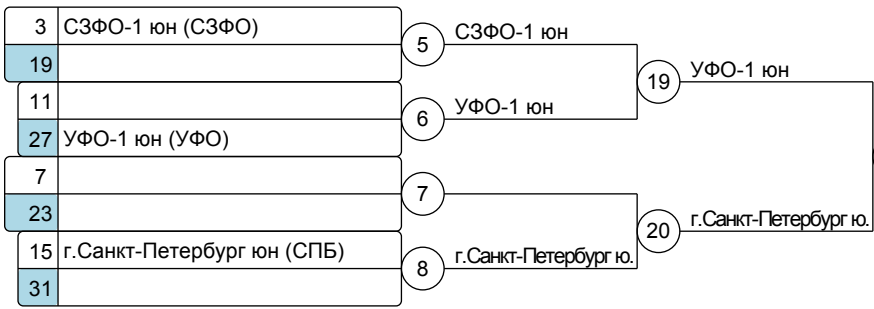 3 СЗФО-1 юн (СЗФО)
19
5 СЗФО-1 юн
11
27 УФО-1 юн (УФО)
6 УФО-1 юн
19 УФО-1 юн
7
23
7
15 г.Санкт-Петербург юн (СПБ)
31
8 г.Санкт-Петербург ю.
20 г.Санкт-Петербург ю.